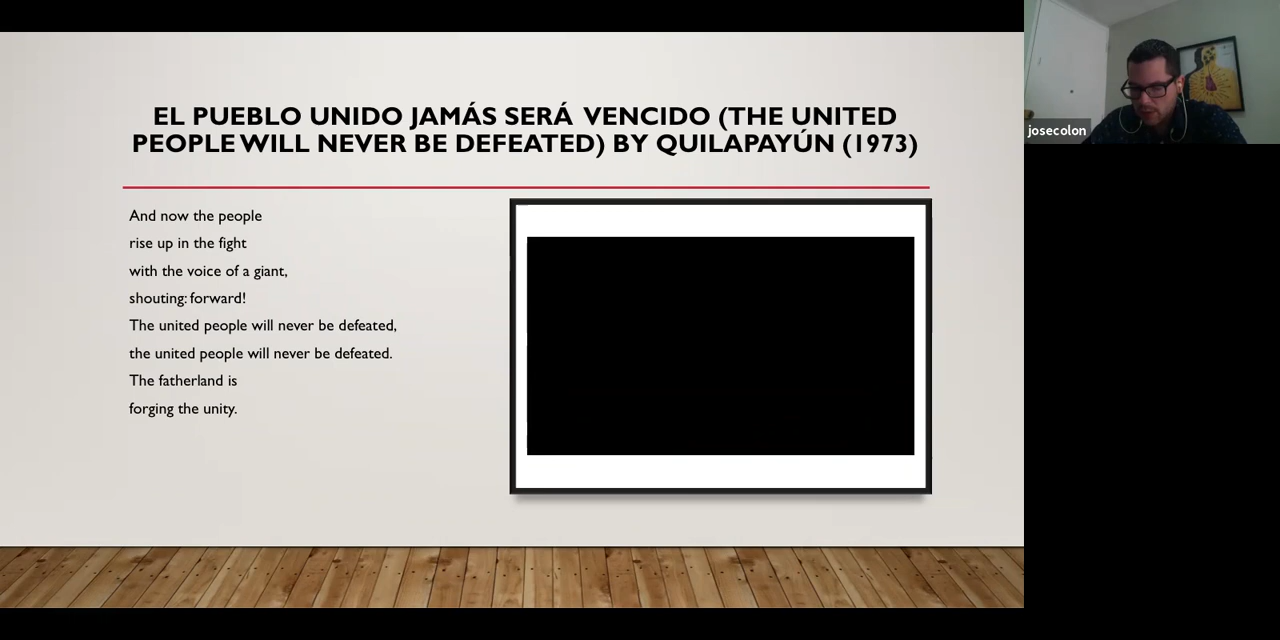 EL PUEBLO UNIDO JAMÁS SERÁ VENCIDO (THE UNITED
PEOPLE WILL NEVER BE DEFEATED) BY QUILAPAYÚN (1973)
And now the people
rise up in the fight
with the voice of a giant,
shouting: forward!
The united people will never be defeated,
the united people will never be defeated.
The fatherland is
forging the unity.
josecolon